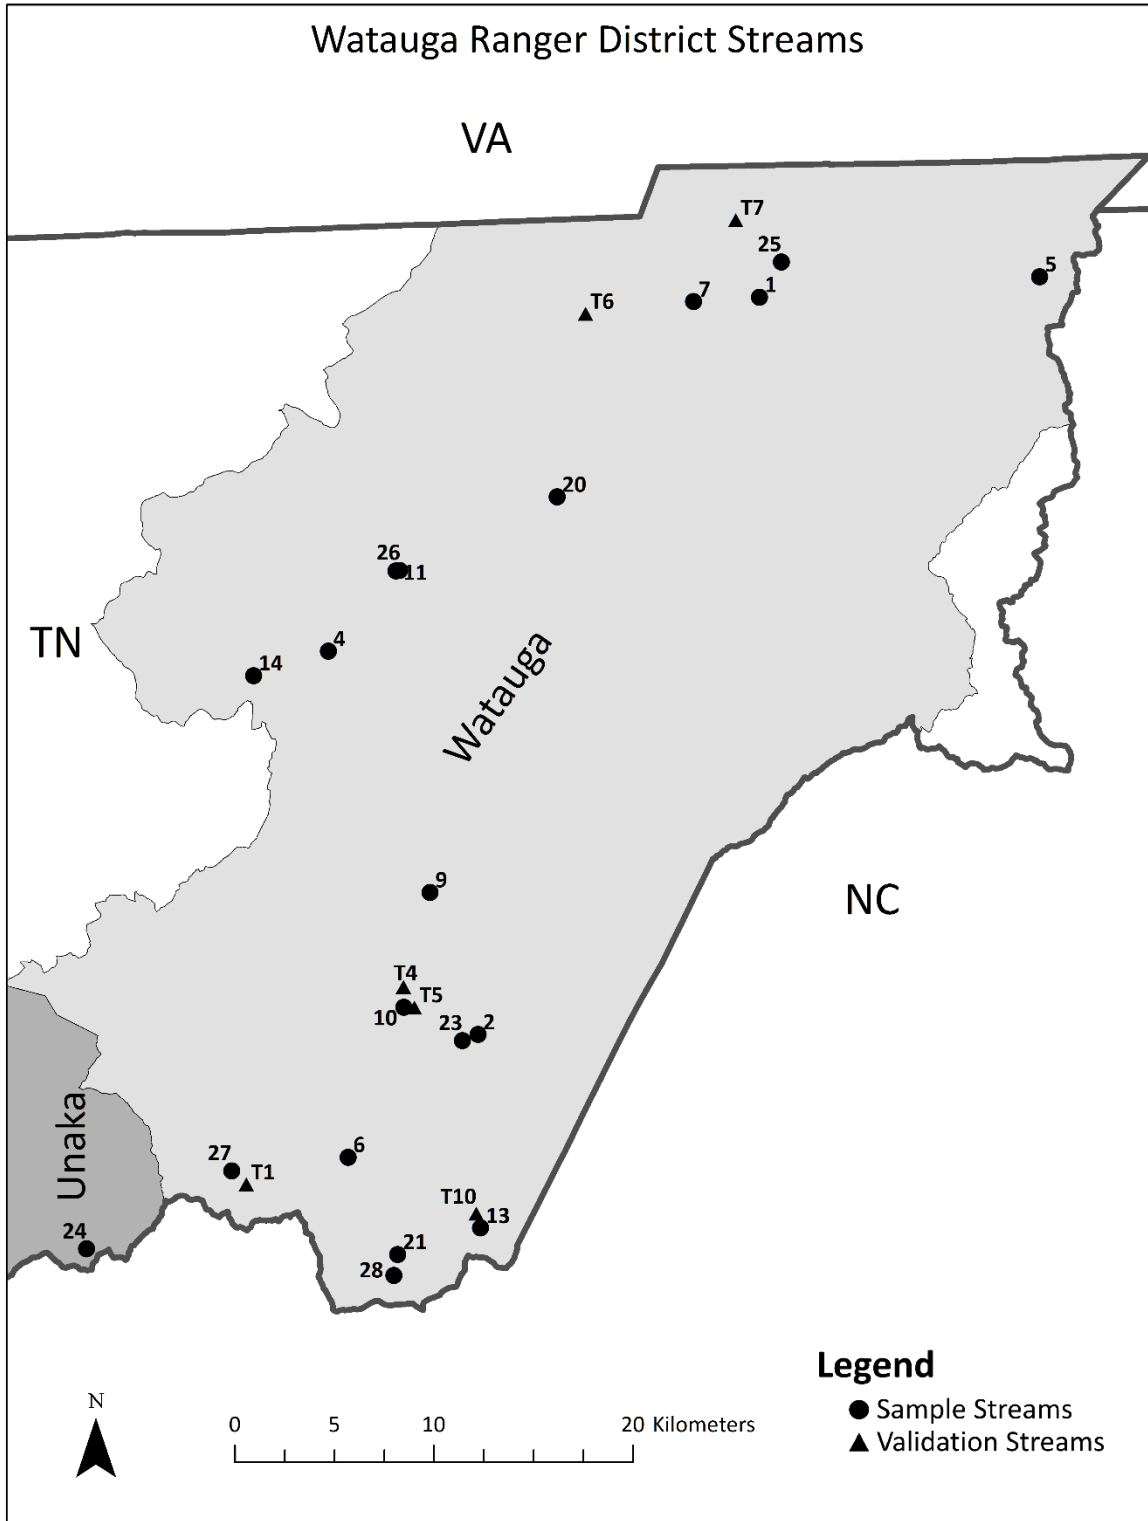 Watauga Ranger District Streams
VA
T7
25
5
1
7
T6
20
26
11
TN
4
14
Watauga
9
NC
T4
T5
10
23
2
Unaka
6
27
T1
T10
13
24
21
28
Legend
N
0 5 10 20 Kilometers
Sample Streams
Validation Streams